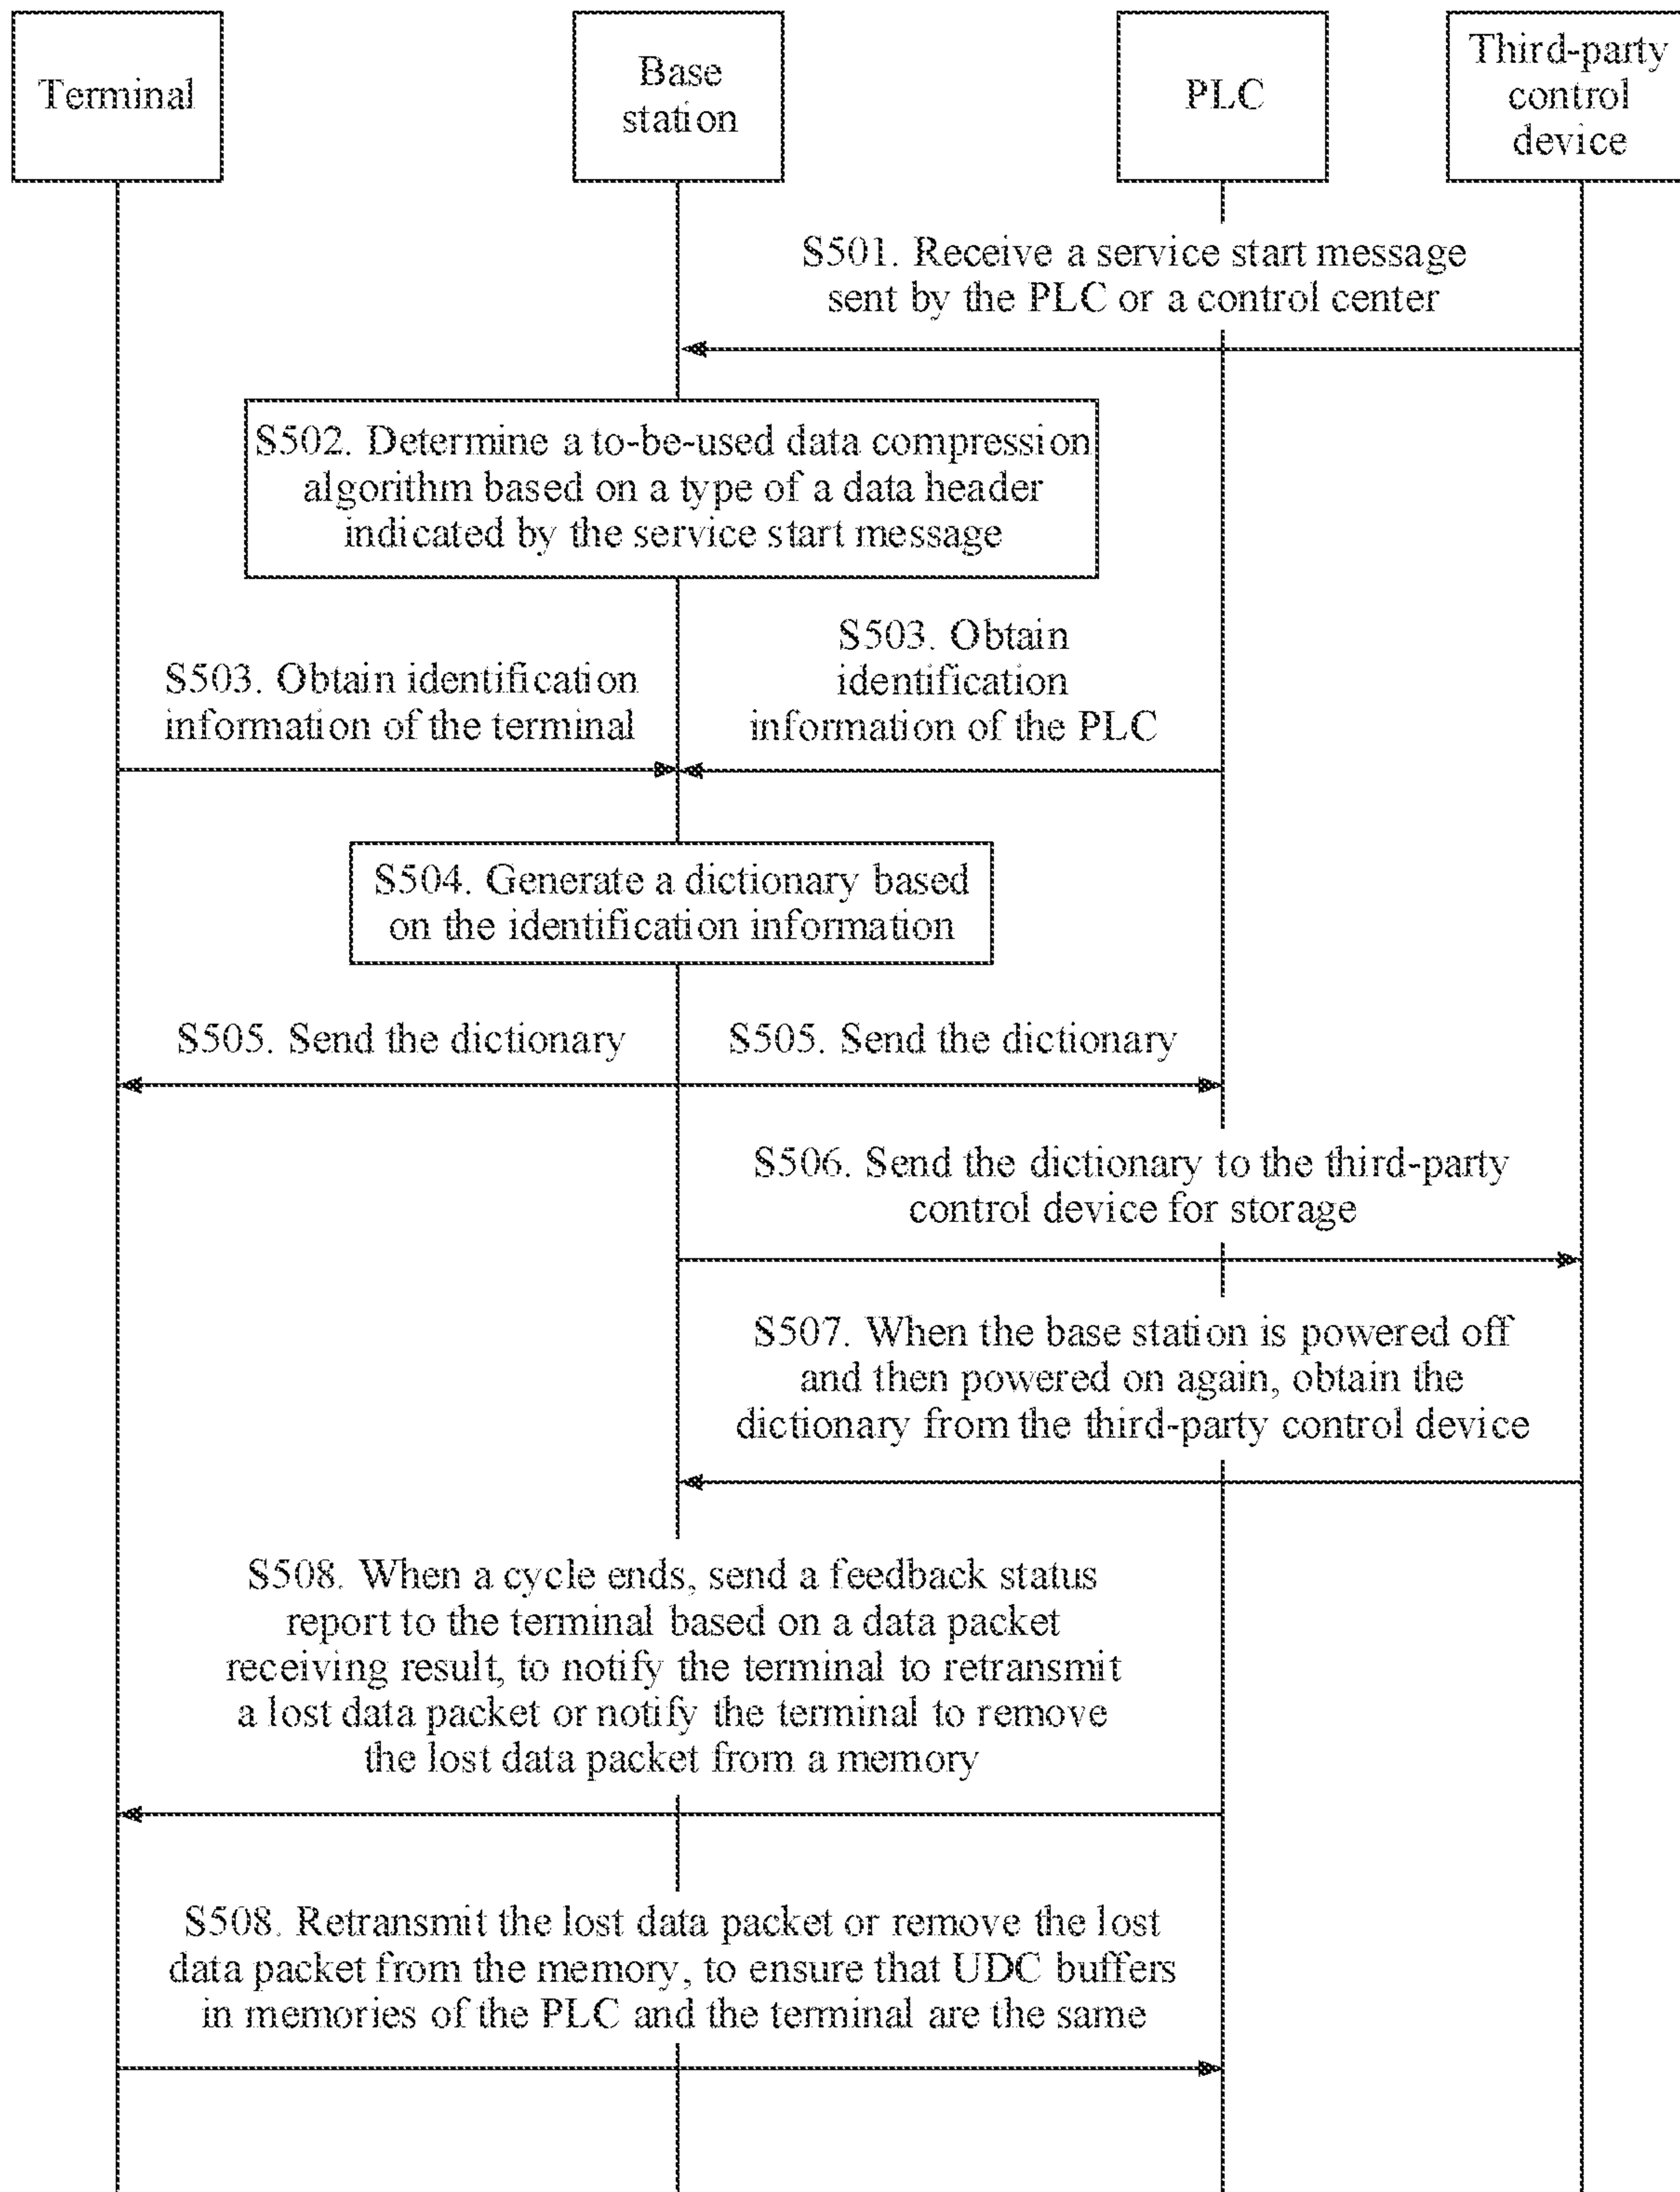 Terminal
Base
station
PLC
Third-party
control
device
S501. Receive a service start message
sent by the PLC or a control center
S502. Determine a to-be-used data compression
algorithm based on a type of a data header
indicated by the service start message
S503. Obtain identification
information of the terminal
S503. Obtain
identification
information of the PLC
S504. Generate a dictionary based
on the identification information
S505. Send the dictionary
S505. Send the dictionary
S506. Send the dictionary to the third-party
control device for storage
S507. When the base station is powered off
and then powered on again, obtain the
dictionary from the third-party control device
S508. When a cycle ends, send a feedback status
report to the terminal based on a data packet
receiving result, to notify the terminal to retransmit
a lost data packet or notify the terminal to remove
the lost data packet from a memory
S508. Retransmit the lost data packet or remove the lost
data packet from the memory, to ensure that UDC buffers
in memories of the PLC and the terminal are the same